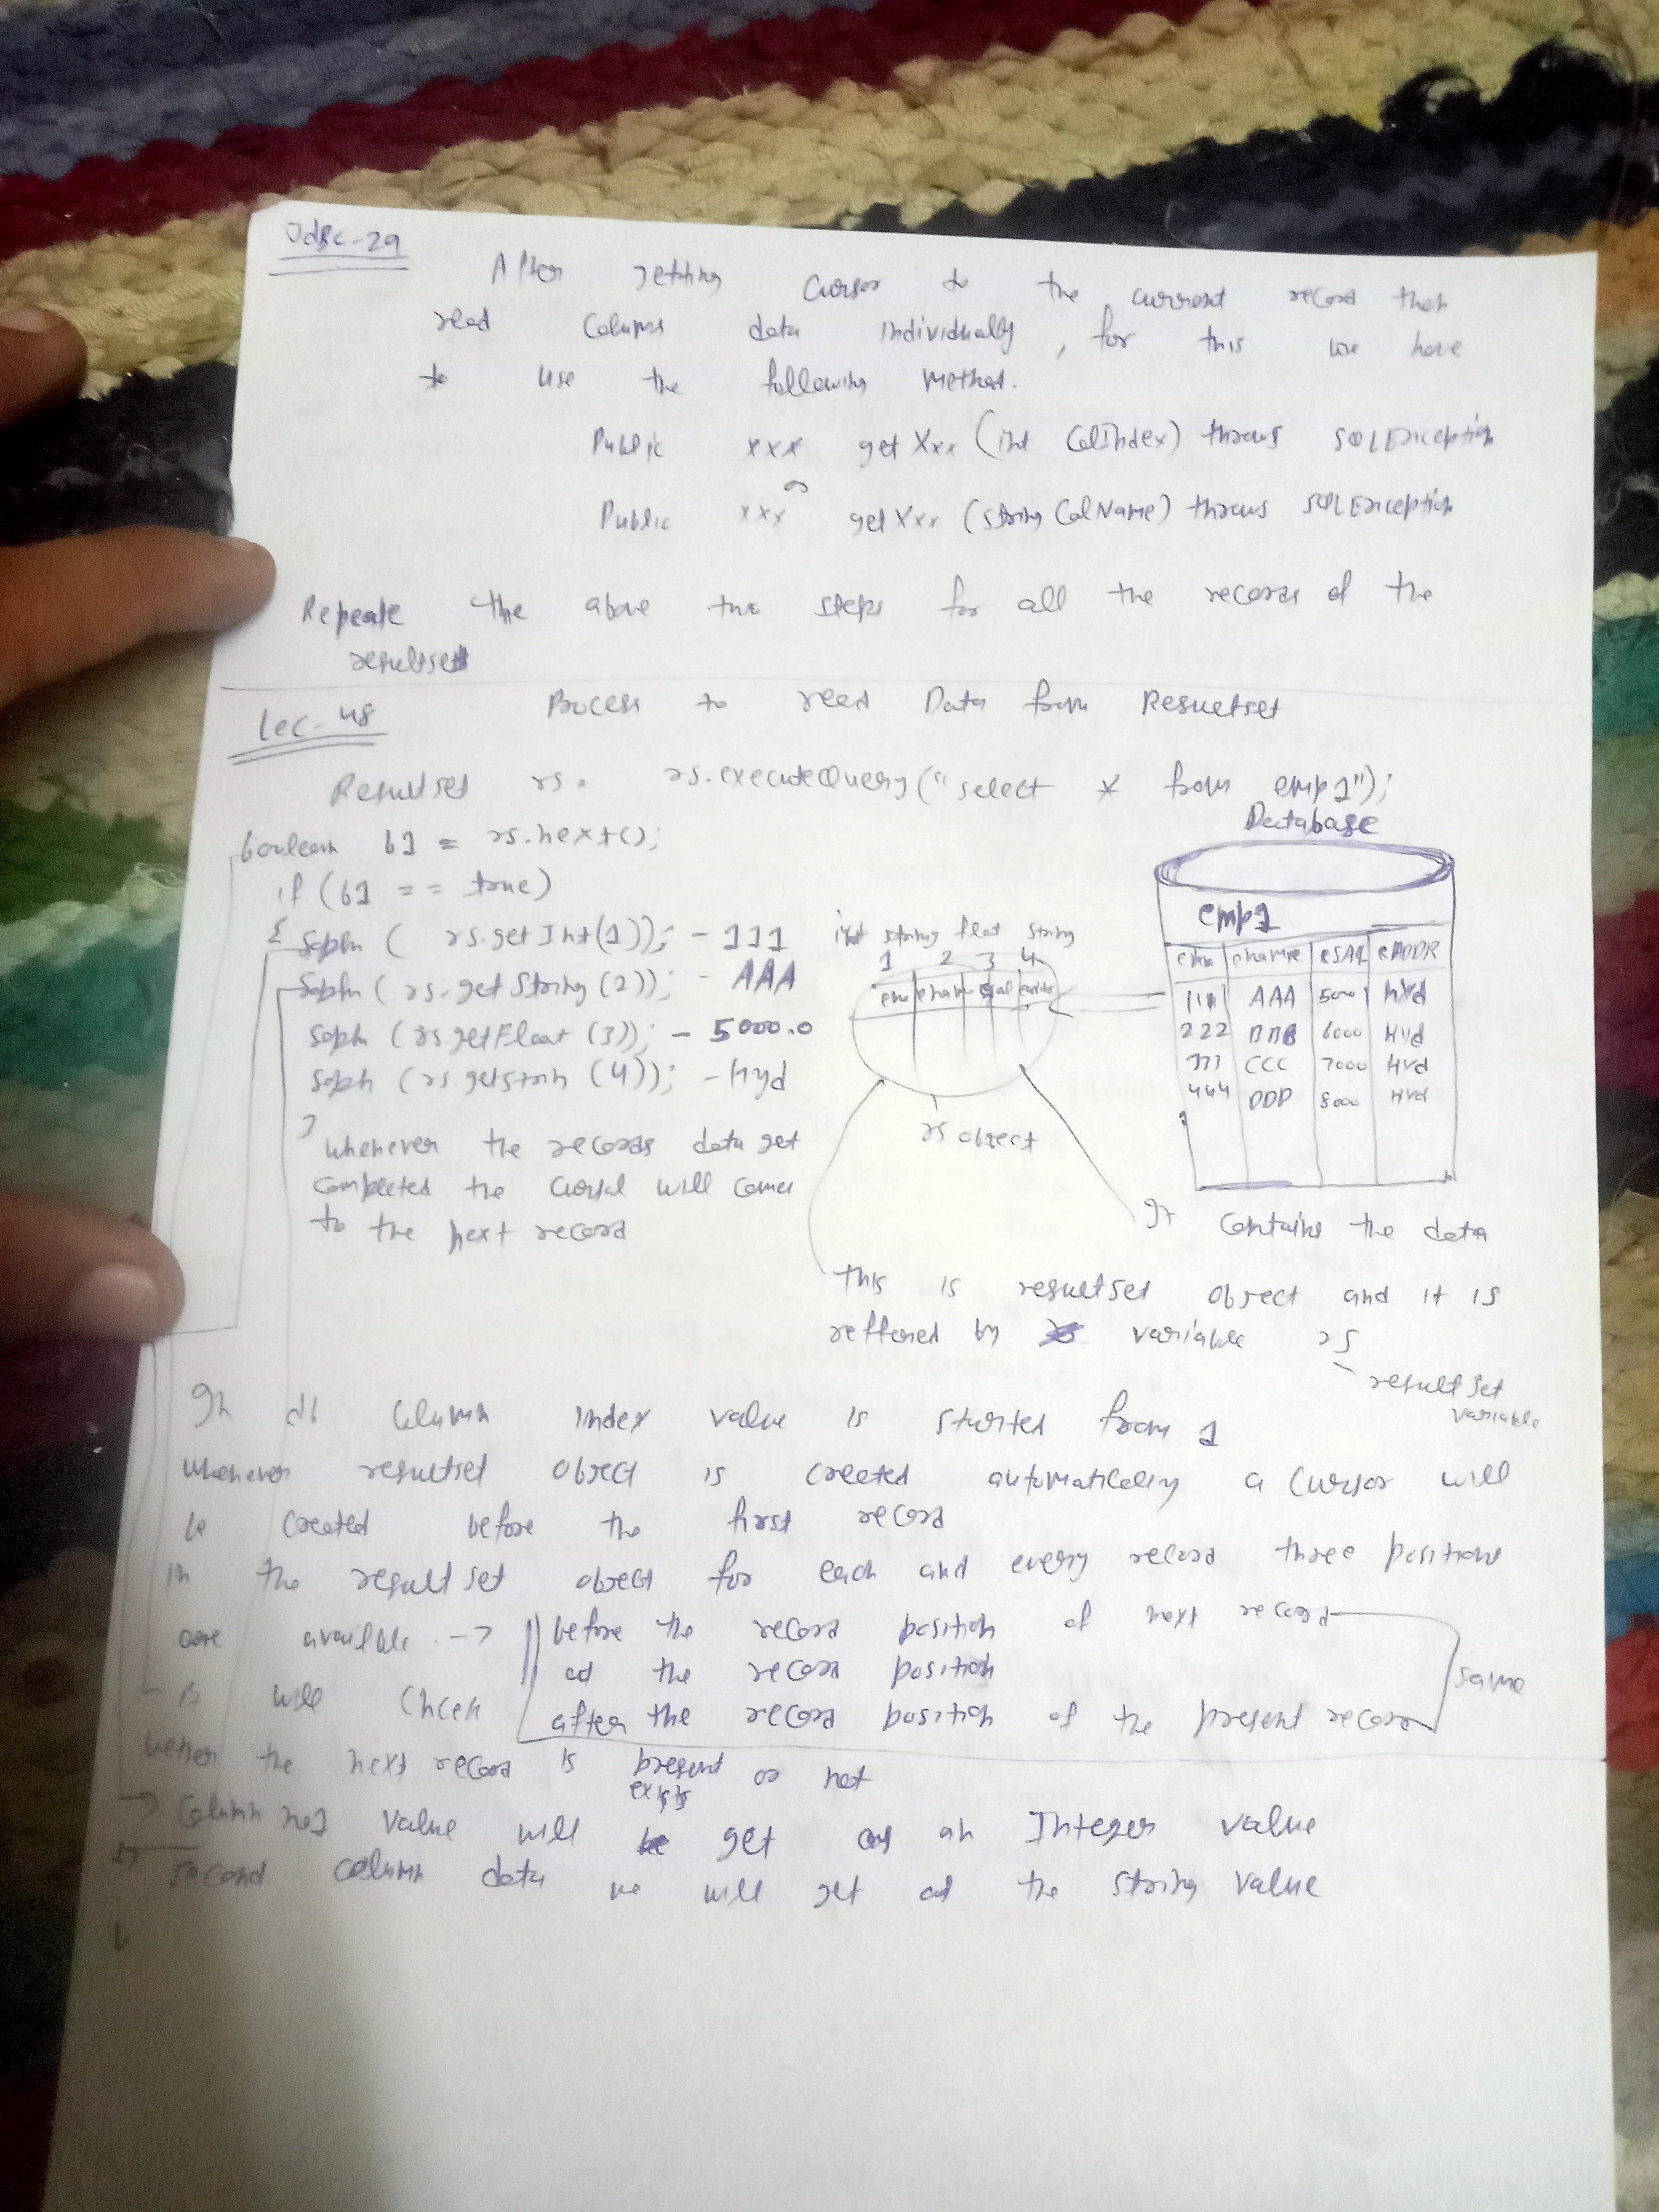 JdBc-29
After getting cursor to the current record then
read Columns data individually, for this we have
to use the following method.
Public xxx getXxx (int ColIndex) throws SQLException
or
Public xxx getXxx (String ColName) throws SQLException
Repeate the above two steps for all the records of the
resultset
Lec-48
Process to read Data from Resultset
Resultset rs = rs.executeQuery("select * from emp1");
boolean b1 = rs.next();
if (b1 == true)
{ Sopln ( rs.getInt(1)); - 111
Sopln ( rs.getString (2)); - AAA
Sopln (rs getFloat (3)); - 5000.0
Sopln (rs getString (4)); - Hyd
}
whenever the records data get
completed the cursal will comes
to the next record
int string float string
1 2 3 4
eno ename esal eaddr
rs object
Database
emp1
eno ename eSAL eADDR
111 AAA 5000 Hyd
222 BBB 6000 Hyd
333 CCC 7000 Hyd
444 DDD 8000 Hyd
It contains the data
This is resultset object and it is
reffered by variable rs
resultset
variable
In db Column index value is started from 1
whenever resultset object is created automatically a cursor will
be created before the first record
in the resultset object for each and every record three positions
are available -> before the record position of next record
at the record position
after the record position of the present record
same
will check
wether the next record is present or not
exists
-> Column no1 value will get as an Integer value
second column data we will get as the string value